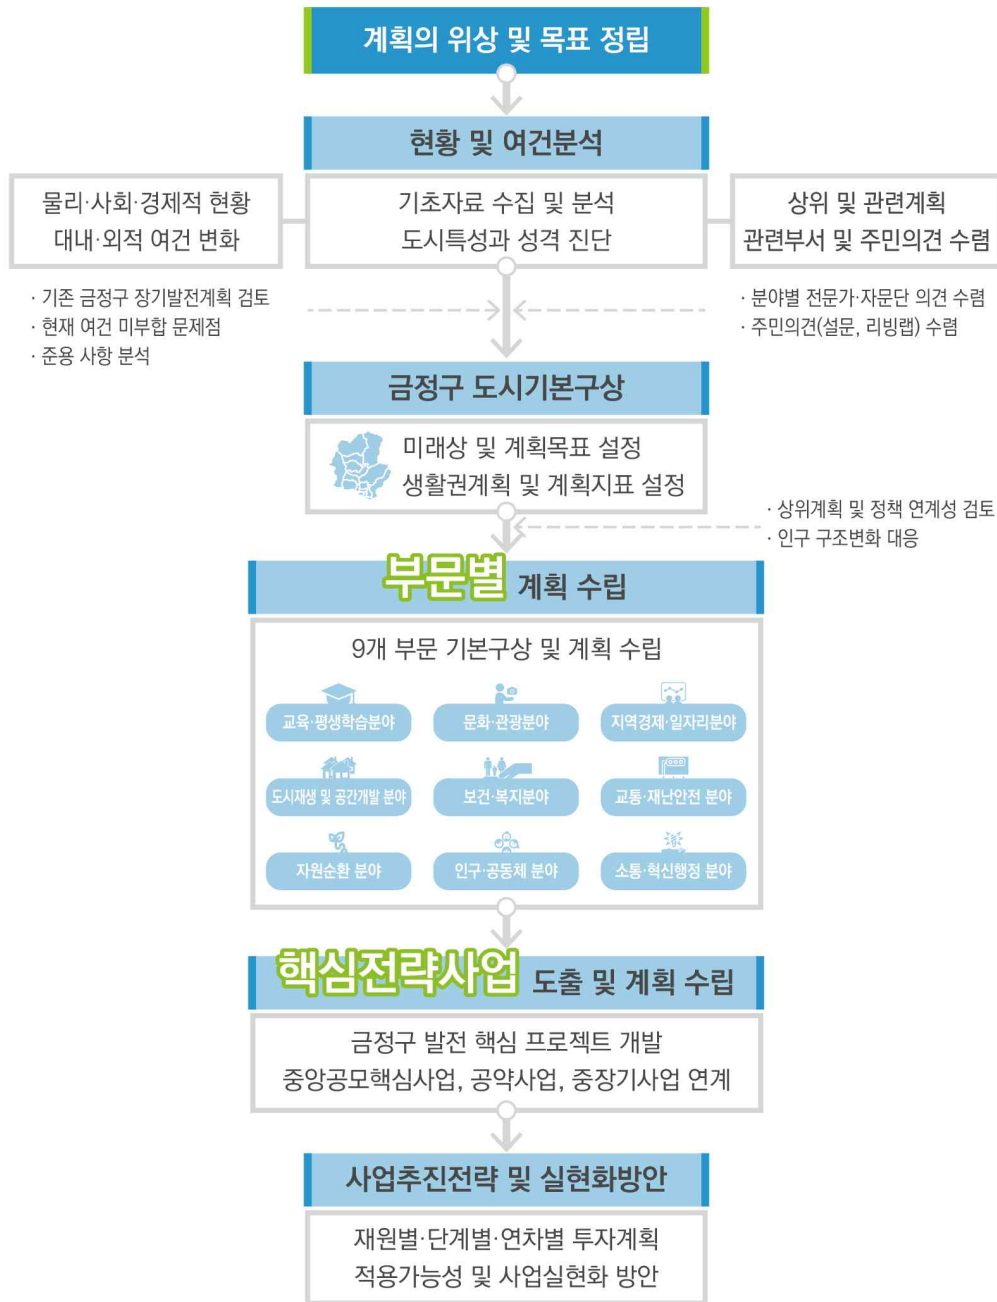 계획의 위상 및 목표 정립
현황 및 여건분석
물리·사회·경제적 현황
대내·외적 여건 변화
기초자료 수집 및 분석
도시특성과 성격 진단
상위 및 관련계획
관련부서 및 주민의견 수렴
· 기존 금정구 장기발전계획 검토
· 현재 여건 미부합 문제점
· 준용 사항 분석
· 분야별 전문가·자문단 의견 수렴
· 주민의견(설문, 리빙랩) 수렴
금정구 도시기본구상
미래상 및 계획목표 설정
생활권계획 및 계획지표 설정
· 상위계획 및 정책 연계성 검토
· 인구 구조변화 대응
부문별 계획 수립
9개 부문 기본구상 및 계획 수립
교육·평생학습분야
문화·관광분야
지역경제·일자리분야
도시재생 및 공간개발 분야
보건·복지분야
교통·재난안전 분야
자원순환 분야
인구·공동체 분야
소통·혁신행정 분야
핵심전략사업 도출 및 계획 수립
금정구 발전 핵심 프로젝트 개발
중앙공모핵심사업, 공약사업, 중장기사업 연계
사업추진전략 및 실현화방안
재원별·단계별·연차별 투자계획
적용가능성 및 사업실현화 방안